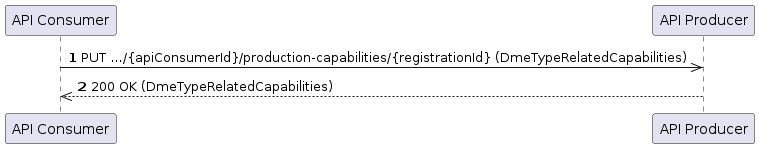 API Consumer
API Producer
1 PUT .../{apiConsumerId}/production-capabilities/{registrationId} (DmeTypeRelatedCapabilities)
2 200 OK (DmeTypeRelatedCapabilities)
API Consumer
API Producer